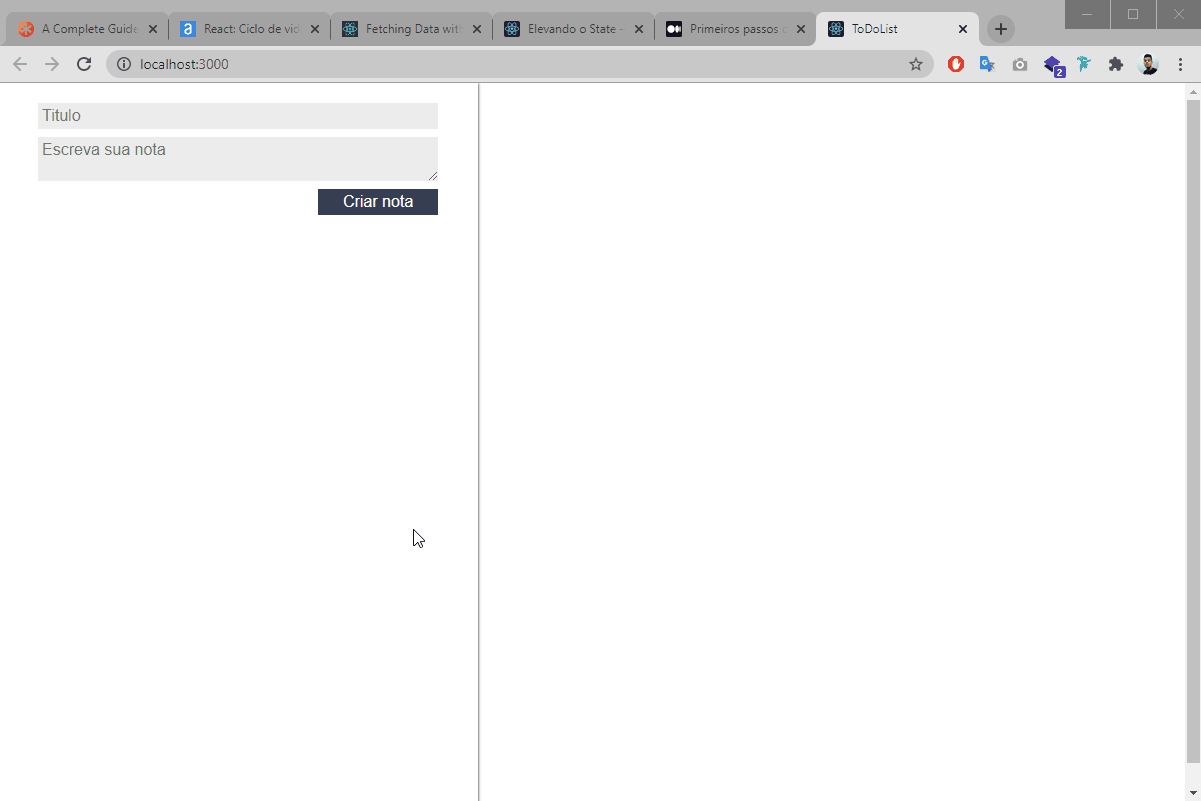 A Complete Guide
React: Ciclo de vid
Fetching Data wit
Elevando o State -
Primeiros passos
ToDoList
localhost:3000
2
Titulo
Escreva sua nota
Criar nota